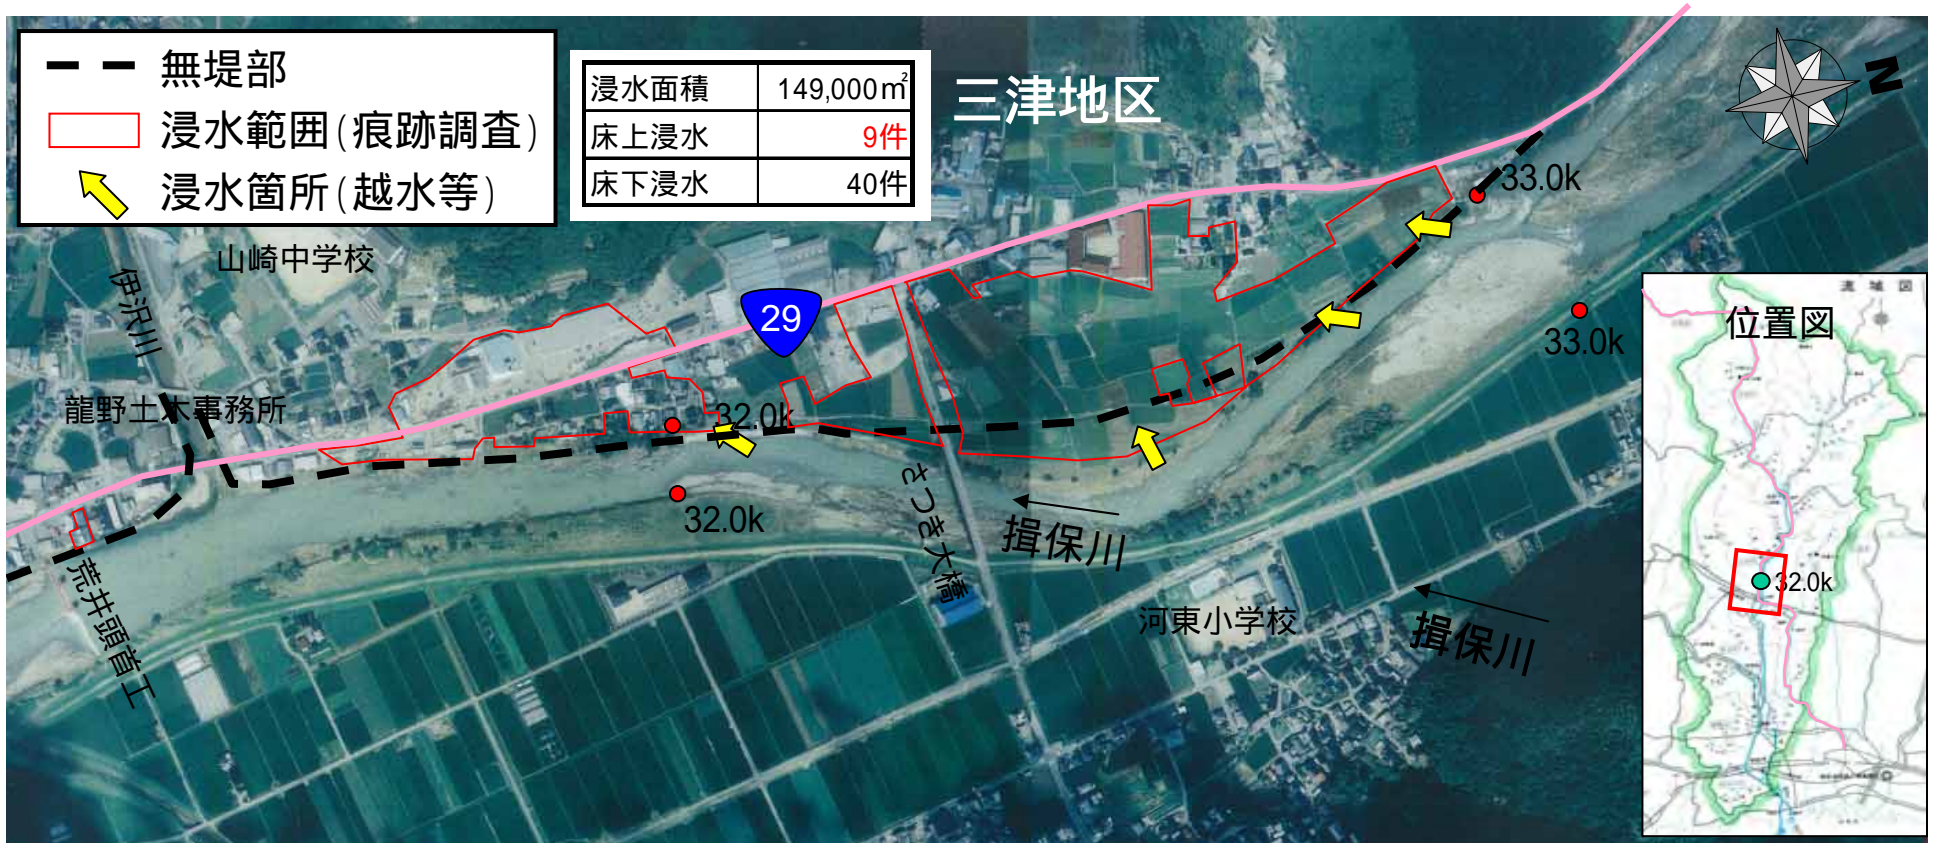 無堤部
浸水範囲(痕跡調査)
浸水箇所(越水等)
浸水面積 149,000㎡
床上浸水 9件
床下浸水 40件
三津地区
N
33.0k
山崎中学校
伊沢川
29
33.0k
龍野土木事務所
32.0k
32.0k
さつき大橋
揖保川
荒井頭首工
河東小学校
揖保川
流域図
位置図
32.0k